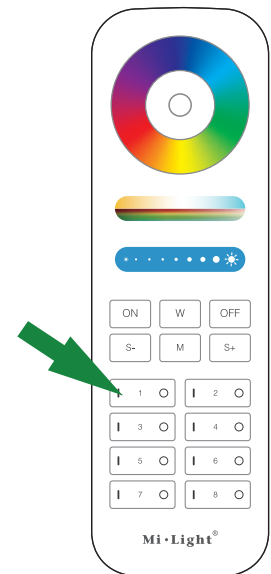 ON W OFF
S- M S+
I 1 O I 2 O
I 3 O I 4 O
I 5 O I 6 O
I 7 O I 8 O
Mi·Light®